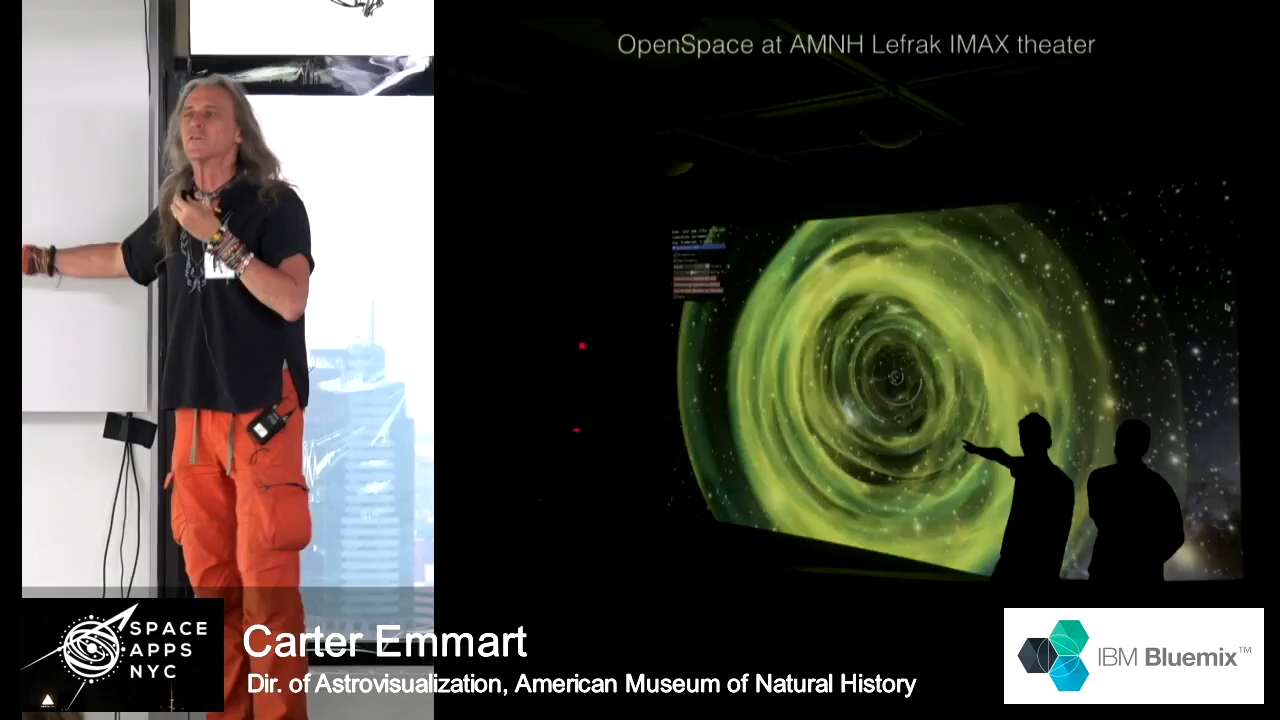 OpenSpace at AMNH Lefrak IMAX theater
SPACE
APPS
NYC
Carter Emmart
Dir. of Astrovisualization, American Museum of Natural History
IBM Bluemix™